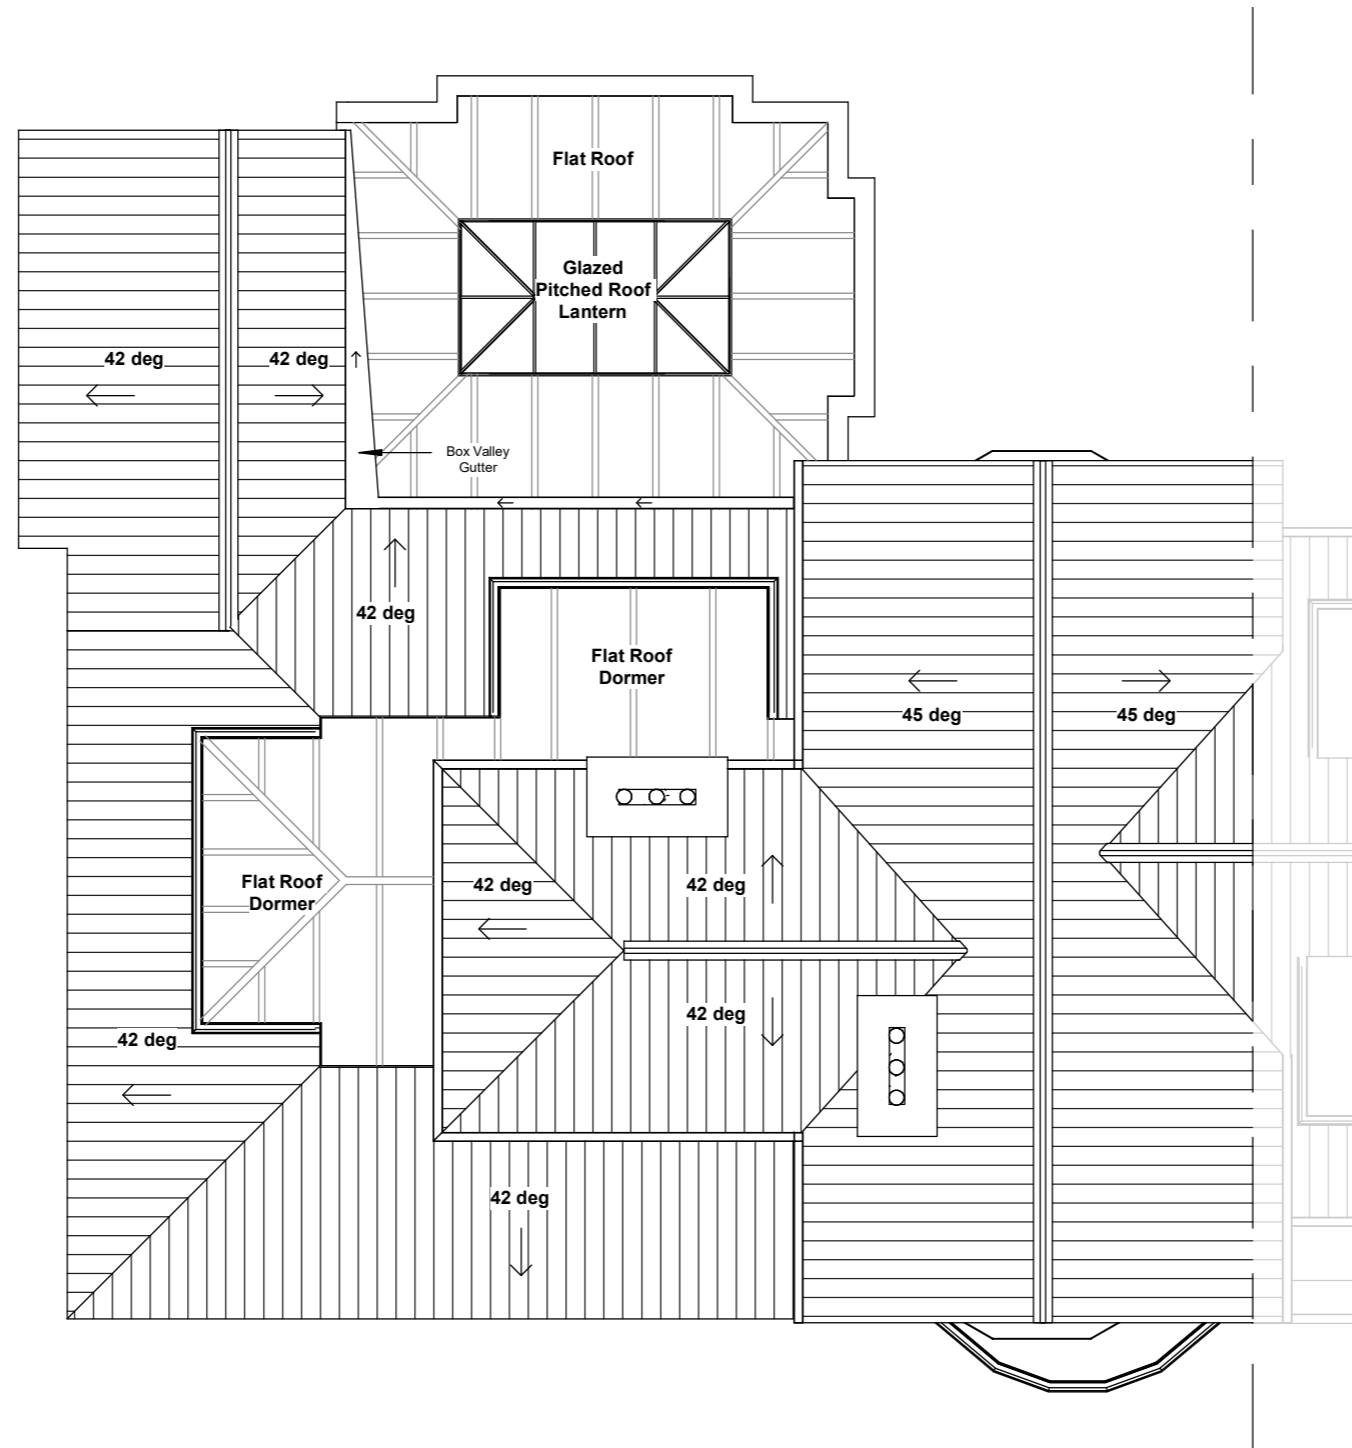 Flat Roof
Glazed
Pitched Roof
Lantern
42 deg
42 deg
Box Valley
Gutter
42 deg
Flat Roof
Dormer
45 deg
45 deg
Flat Roof
Dormer
42 deg
42 deg
42 deg
42 deg
42 deg